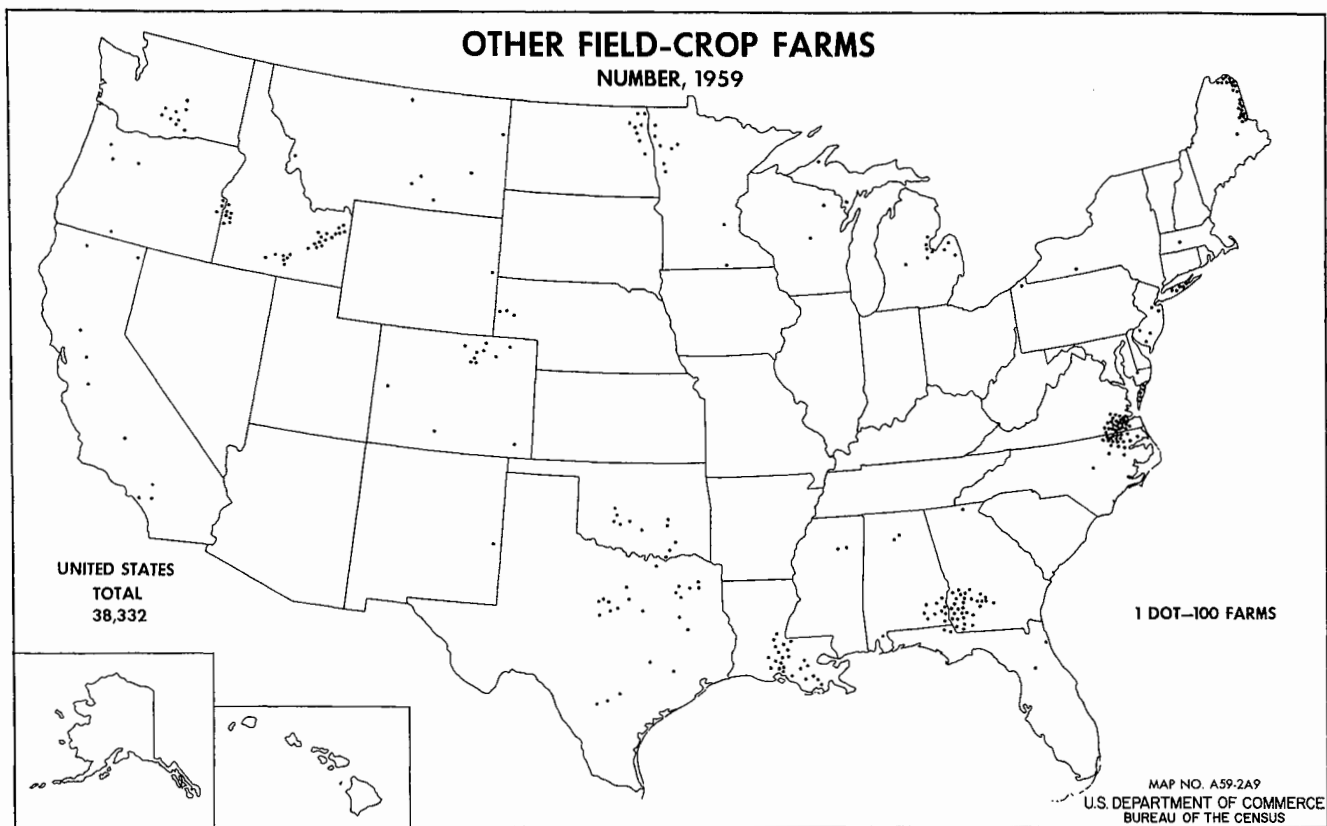 OTHER FIELD-CROP FARMS
NUMBER, 1959
UNITED STATES
TOTAL
38,332
1 DOT—100 FARMS
MAP NO. A59-2A9
U.S. DEPARTMENT OF COMMERCE
BUREAU OF THE CENSUS